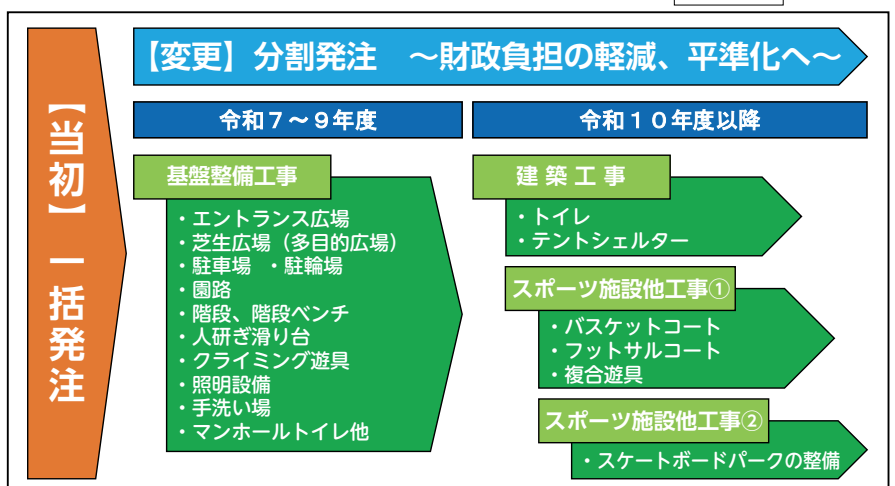 【当初】一括発注
【変更】分割発注　～財政負担の軽減、平準化へ～
令和７～９年度
基盤整備工事
・エントランス広場
・芝生広場（多目的広場）
・駐車場　・駐輪場
・園路
・階段、階段ベンチ
・人研ぎ滑り台
・クライミング遊具
・照明設備
・手洗い場
・マンホールトイレ他
令和１０年度以降
建 築 工 事
・トイレ
・テントシェルター
スポーツ施設他工事①
・バスケットコート
・フットサルコート
・複合遊具
スポーツ施設他工事②
・スケートボードパークの整備